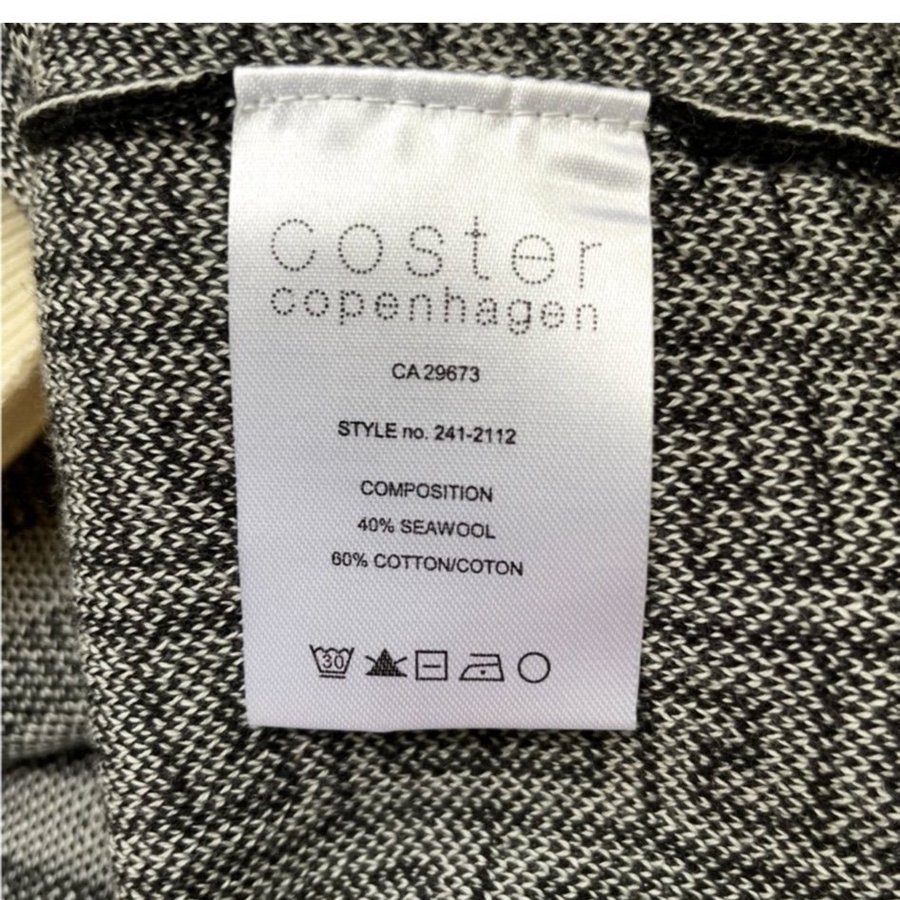 coster
copenhagen
CA 29673
STYLE no. 241-2112
COMPOSITION
40% SEAWOOL
60% COTTON/COTON
30